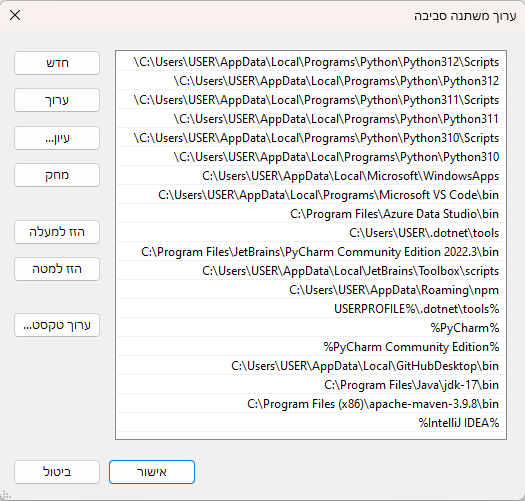 ערוך משתנה סביבה
חדש
ערוך
עיון...
מחק
הזז למעלה
הזז למטה
ערוך טקסט...
C:\Users\USER\AppData\Local\Programs\Python\Python312\Scripts\
C:\Users\USER\AppData\Local\Programs\Python\Python312\
C:\Users\USER\AppData\Local\Programs\Python\Python311\Scripts\
C:\Users\USER\AppData\Local\Programs\Python\Python311\
C:\Users\USER\AppData\Local\Programs\Python\Python310\Scripts\
C:\Users\USER\AppData\Local\Programs\Python\Python310\
C:\Users\USER\AppData\Local\Microsoft\WindowsApps
C:\Users\USER\AppData\Local\Programs\Microsoft VS Code\bin
C:\Program Files\Azure Data Studio\bin
C:\Users\USER\.dotnet\tools
C:\Program Files\JetBrains\PyCharm Community Edition 2022.3\bin
C:\Users\USER\AppData\Local\JetBrains\Toolbox\scripts
C:\Users\USER\AppData\Roaming\npm
%USERPROFILE%\.dotnet\tools
%PyCharm%
%PyCharm Community Edition%
C:\Users\USER\AppData\Local\GitHubDesktop\bin
C:\Program Files\Java\jdk-17\bin
C:\Program Files (x86)\apache-maven-3.9.8\bin
%IntelliJ IDEA%
אישור
ביטול